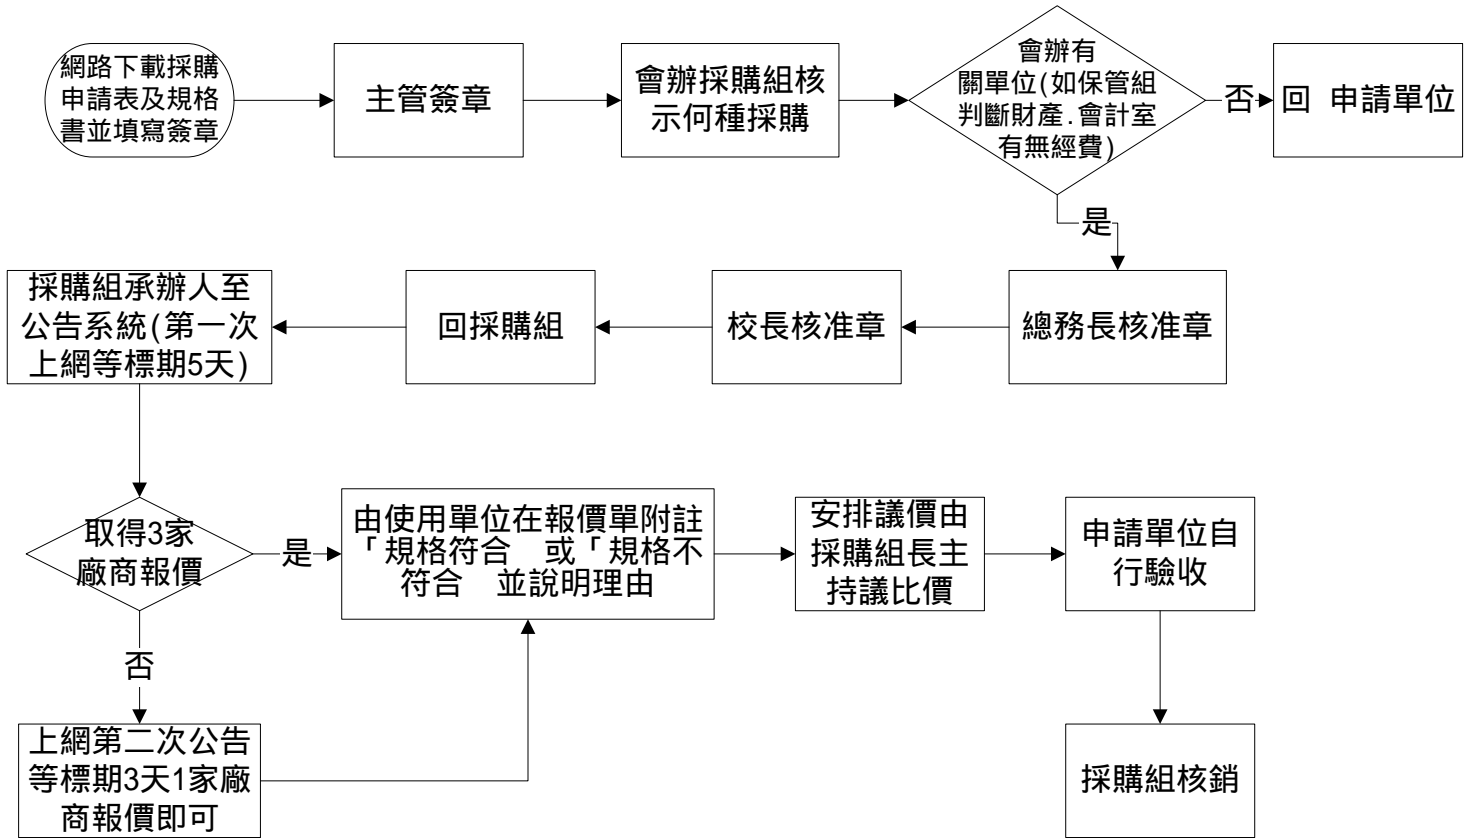 網路下載採購
申請表及規格
書並填寫簽章
主管簽章
會辦採購組核
示何種採購
會辦有
關單位(如保管組
判斷財產.會計室
有無經費)
否
回 申請單位
是
採購組承辦人至
公告系統(第一次
上網等標期5天)
回採購組
校長核准章
總務長核准章
取得3家
廠商報價
是
由使用單位在報價單附註
「規格符合 或「規格不
符合 並說明理由
安排議價由
採購組長主
持議比價
申請單位自
行驗收
否
上網第二次公告
等標期3天1家廠
商報價即可
採購組核銷